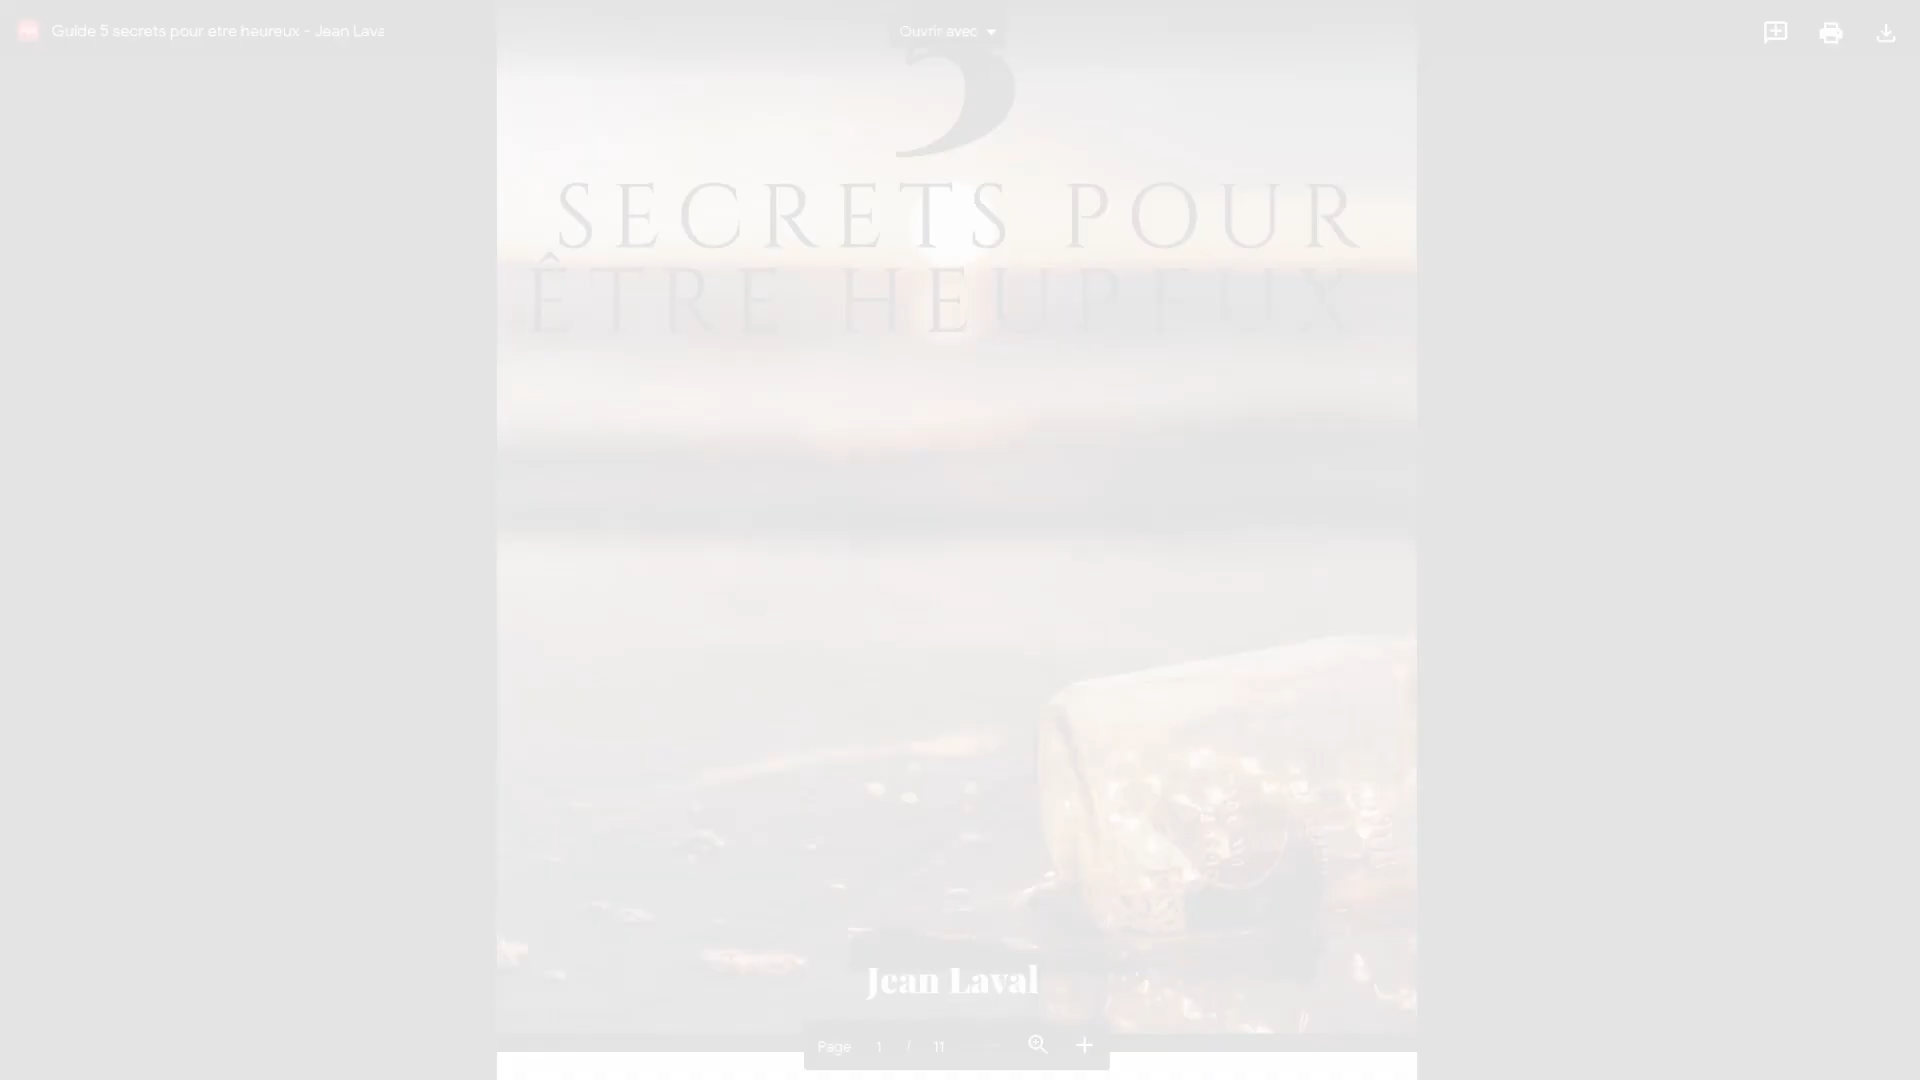 Guide 5 secrets pour etre heureux - Jean Lava
Ouvrir avec
5
SECRETS POUR
ÊTRE HEUREUX
Jean Laval
Page 1 / 11